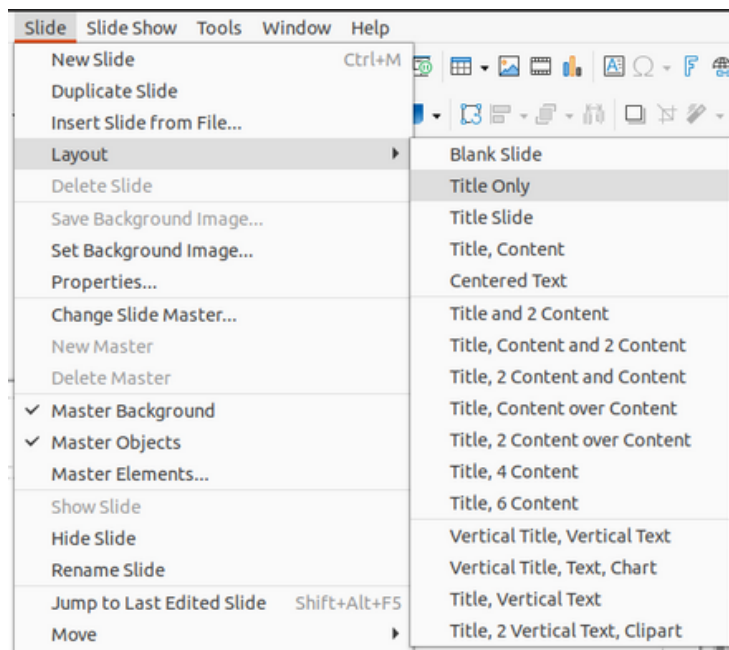 Slide Slide Show Tools Window Help
New Slide Ctrl+M
Duplicate Slide
Insert Slide from File...
Layout
Delete Slide
Save Background Image...
Set Background Image...
Properties...
Change Slide Master...
New Master
Delete Master
Master Background
Master Objects
Master Elements...
Show Slide
Hide Slide
Rename Slide
Jump to Last Edited Slide Shift+Alt+F5
Move
Blank Slide
Title Only
Title Slide
Title, Content
Centered Text
Title and 2 Content
Title, Content and 2 Content
Title, 2 Content and Content
Title, Content over Content
Title, 2 Content over Content
Title, 4 Content
Title, 6 Content
Vertical Title, Vertical Text
Vertical Title, Text, Chart
Title, Vertical Text
Title, 2 Vertical Text, Clipart